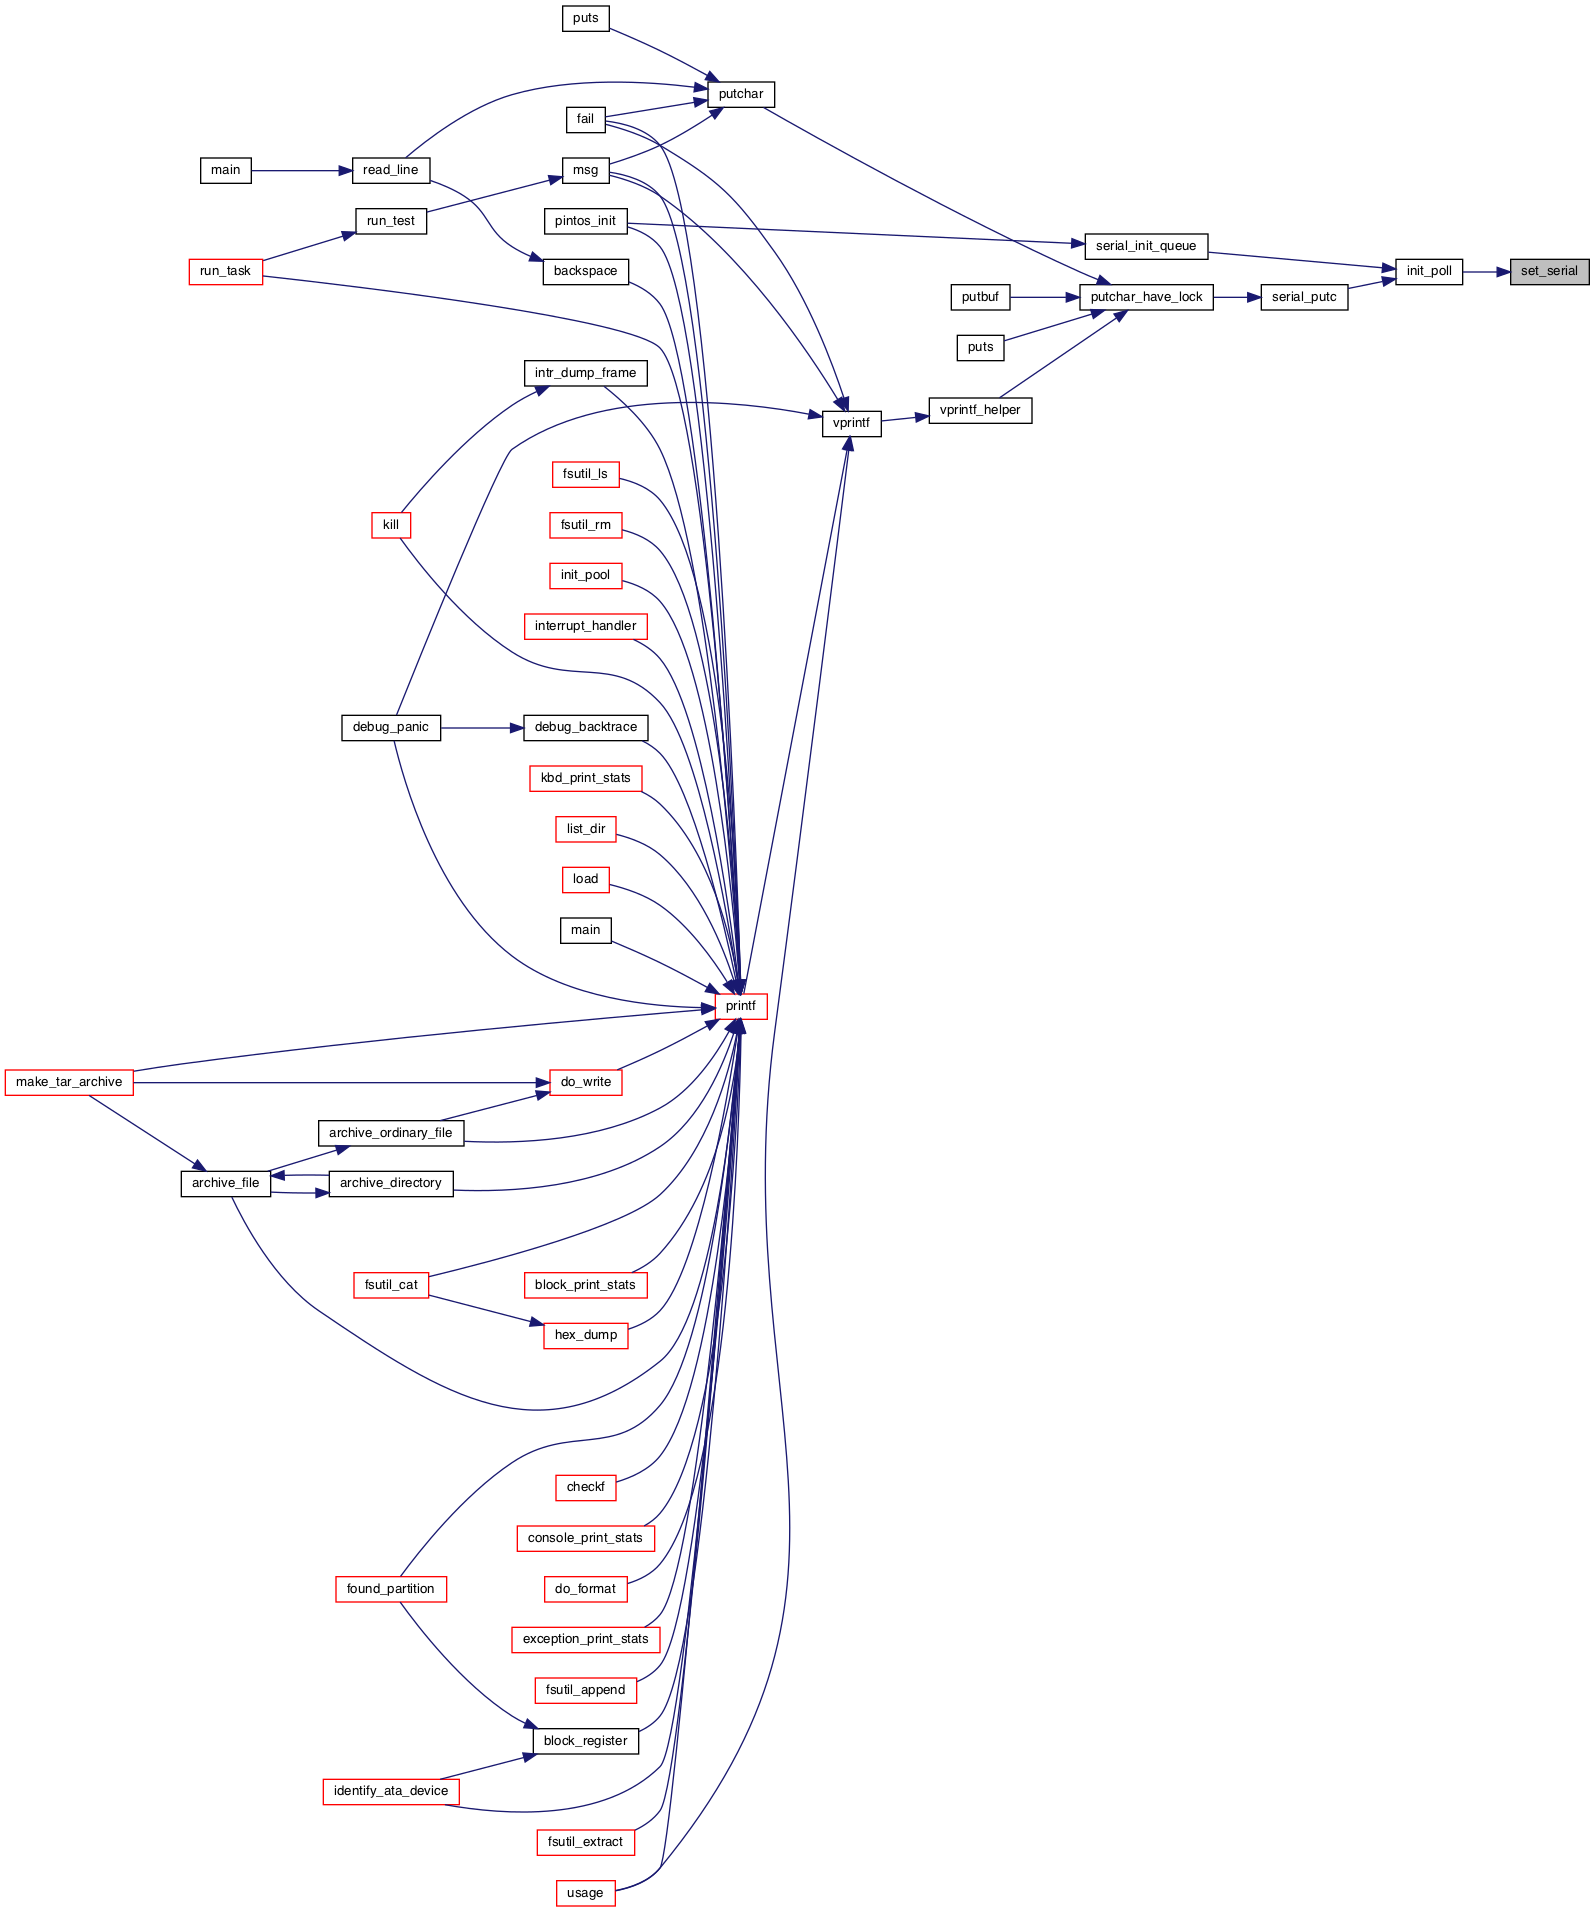 puts
putchar
fail
main
read_line
msg
run_test
pintos_init
serial_init_queue
run_task
backspace
init_poll
set_serial
putbuf
putchar_have_lock
serial_putc
puts
intr_dump_frame
vprintf_helper
vprintf
fsutil_ls
kill
fsutil_rm
init_pool
interrupt_handler
debug_panic
debug_backtrace
kbd_print_stats
list_dir
load
main
printf
make_tar_archive
do_write
archive_ordinary_file
archive_file
archive_directory
fsutil_cat
block_print_stats
hex_dump
checkf
console_print_stats
found_partition
do_format
exception_print_stats
fsutil_append
block_register
identify_ata_device
fsutil_extract
usage